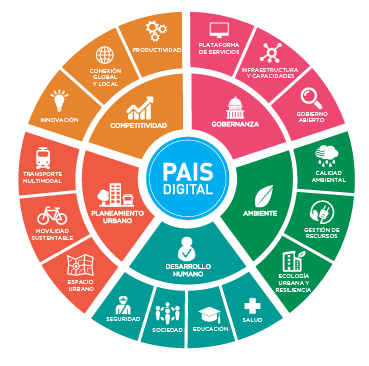 PAIS
DIGITAL
GOBERNANZA
PLATAFORMA
DE SERVICIOS
INFRAESTRUCTURA
Y CAPACIDADES
GOBIERNO
ABIERTO
AMBIENTE
CALIDAD
AMBIENTAL
GESTIÓN DE
RECURSOS
ECOLOGÍA
URBANA Y
RESILIENCIA
DESARROLLO
HUMANO
SALUD
EDUCACIÓN
SOCIEDAD
SEGURIDAD
PLANEAMIENTO
URBANO
ESPACIO
URBANO
MOVILIDAD
SUSTENTABLE
TRANSPORTE
MULTIMODAL
COMPETITIVIDAD
INNOVACIÓN
CONEXIÓN
GLOBAL
Y LOCAL
PRODUCTIVIDAD